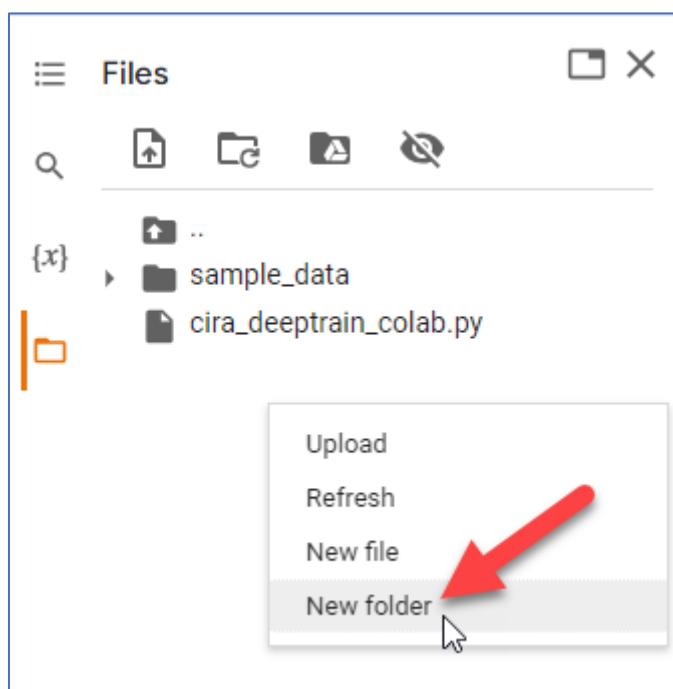 Files
..
{x}
sample_data
cira_deeptrain_colab.py
Upload
Refresh
New file
New folder